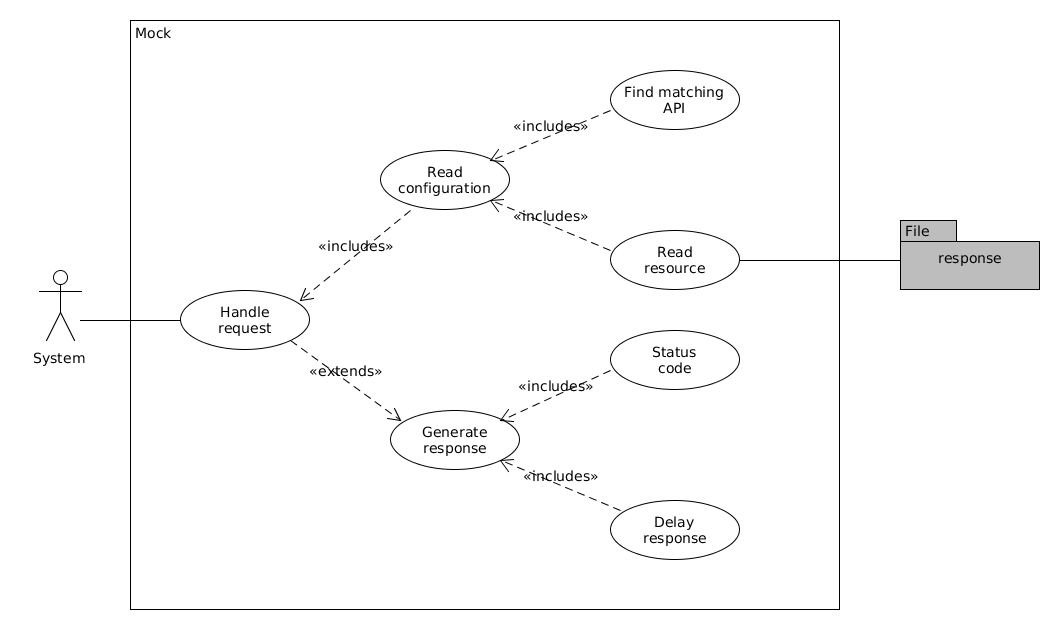 Mock
Find matching
API
«includes»
Read
configuration
«includes»
«includes»
Read
resource
File
response
Handle
request
System
«extends»
Status
code
«includes»
Generate
response
«includes»
Delay
response